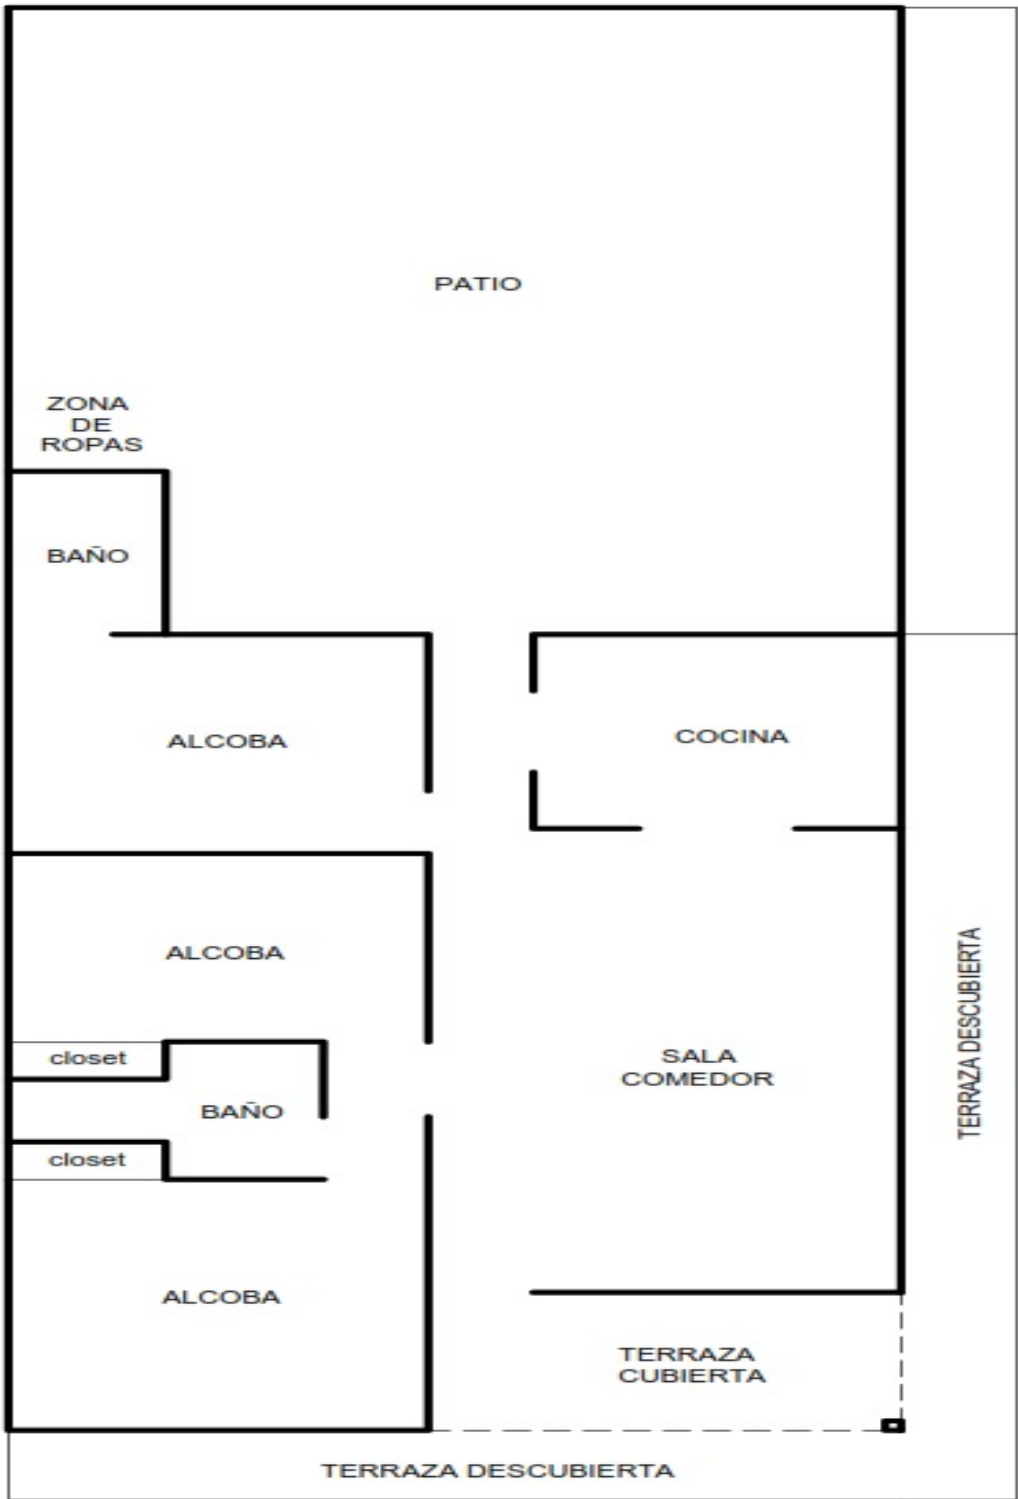 PATIO
ZONA
DE
ROPAS
BAÑO
ALCOBA
COCINA
ALCOBA
closet
BAÑO
closet
SALA
COMEDOR
TERRAZA DESCUBIERTA
ALCOBA
TERRAZA
CUBIERTA
TERRAZA DESCUBIERTA